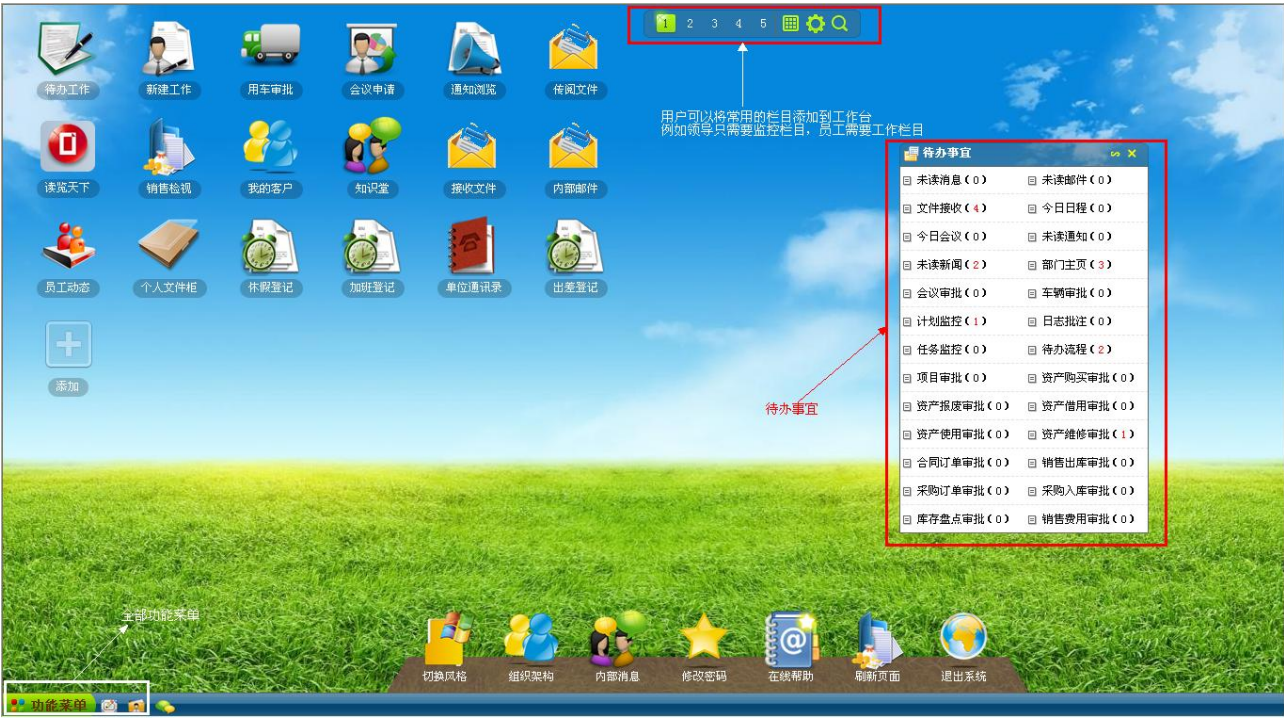 1 2 3 4 5
待办工作 新建工作 用车审批 会议申请 通知浏览 传阅文件
用户可以将常用的栏目添加到工作台
例如领导只需要监控栏目，员工需要工作栏目
读览天下 销售检视 我的客户 知识堂 接收文件 内部邮件
员工动态 个人文件柜 休假登记 加班登记 单位通讯录 出差登记
添加
待办事宜
未读消息(0) 未读邮件(0)
文件接收(4) 今日日程(0)
今日会议(0) 未读通知(0)
未读新闻(2) 部门主页(3)
会议审批(0) 车辆审批(0)
计划监控(1) 日志批注(0)
任务监控(0) 待办流程(2)
项目审批(0) 资产购买审批(0)
资产报废审批(0) 资产借用审批(0)
资产使用审批(0) 资产维修审批(1)
合同订单审批(0) 销售出库审批(0)
采购订单审批(0) 采购入库审批(0)
库存盘点审批(0) 销售费用审批(0)
待办事宜
全部功能菜单
切换风格 组织架构 内部消息 修改密码 在线帮助 刷新页面 退出系统
功能菜单